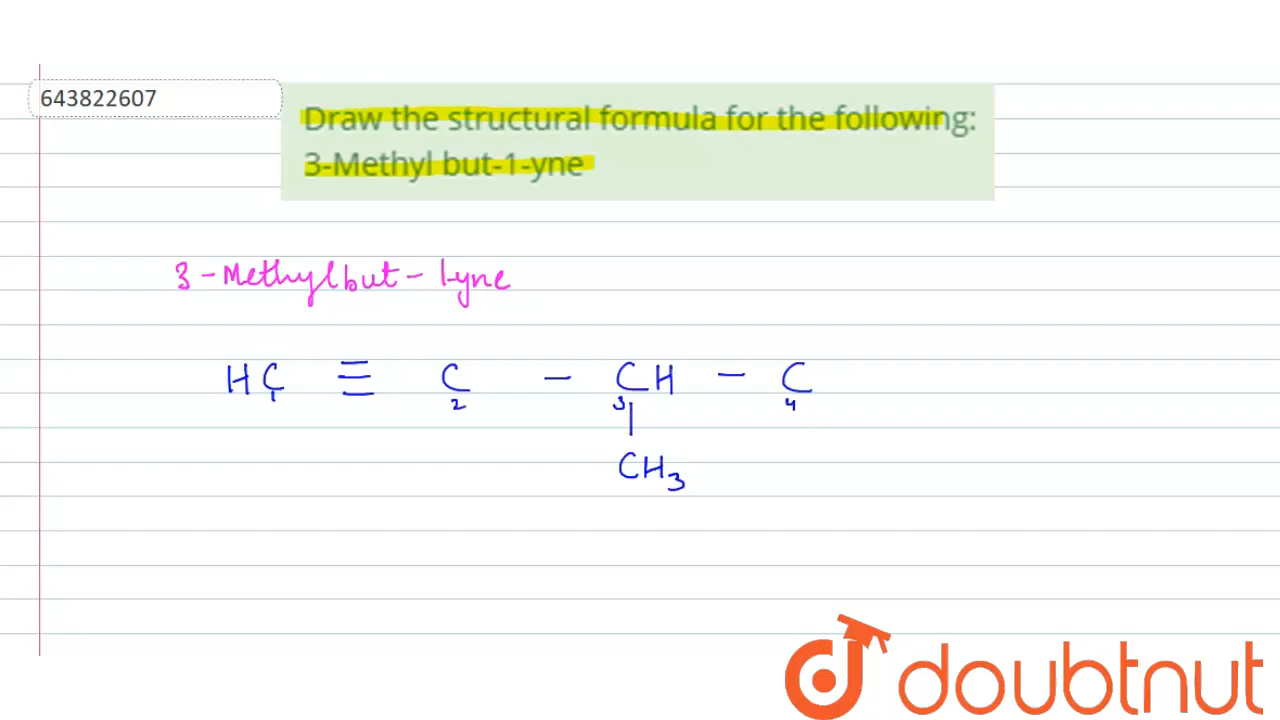 643822607
Draw the structural formula for the following:
3-Methyl but-1-yne
3-Methylbut-1-yne
HC ≡ C - CH - C
1 2 3 4
CH3
doubtnut